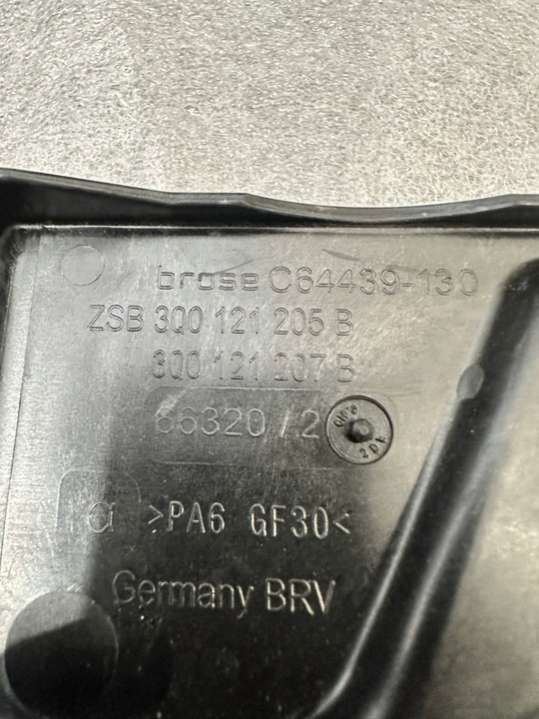 brose C64439-130
ZSB 3Q0 121 205 B
3Q0 121 207 B
66320/2
>PA6 GF30<
Germany BRV